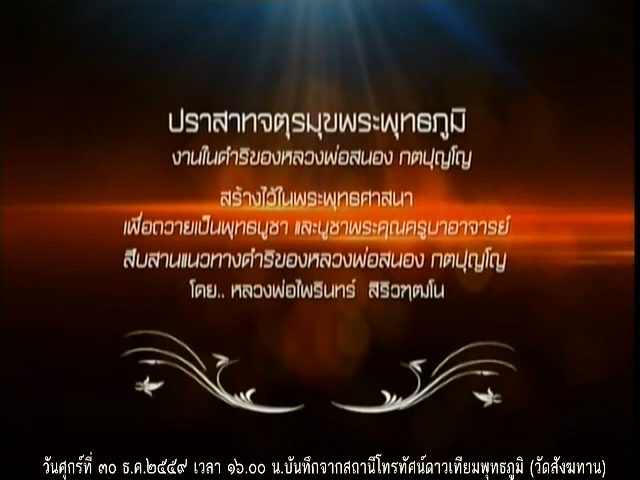 ปราสาทจตุรมุขพระพุทธภูมิ
งานในดำริของหลวงพ่อสนอง กตปุญโญ
สร้างไว้ในพระพุทธศาสนา
เพื่อถวายเป็นพุทธบูชา และบูชาพระคุณครูบาอาจารย์
สืบสานแนวทางดำริของหลวงพ่อสนอง กตปุญโญ
โดย.. หลวงพ่อไพรินทร์ สิริวฑฒโน
วันศุกร์ที่ ๓๐ ธ.ค.๒๕๕๙ เวลา ๑๖.๐๐ น.บันทึกจากสถานีโทรทัศน์ดาวเทียมพุทธภูมิ (วัดสังฆทาน)